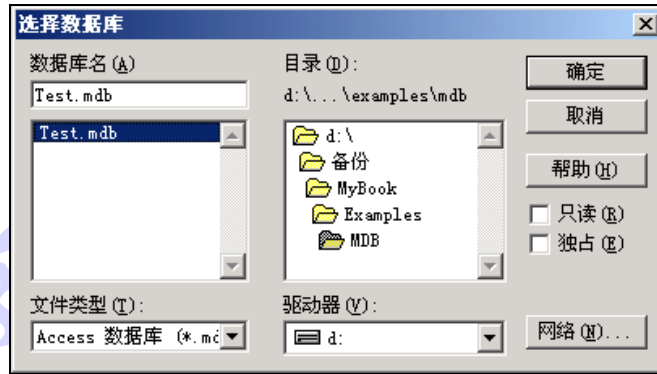 选择数据库
数据库名(A)
Test.mdb
Test.mdb
文件类型(T):
Access 数据库 (*.md
目录(D):
d:\...\examples\mdb
d:\
备份
MyBook
Examples
MDB
驱动器(V):
d:
确定
取消
帮助(H)
只读(R)
独占(E)
网络(N)...